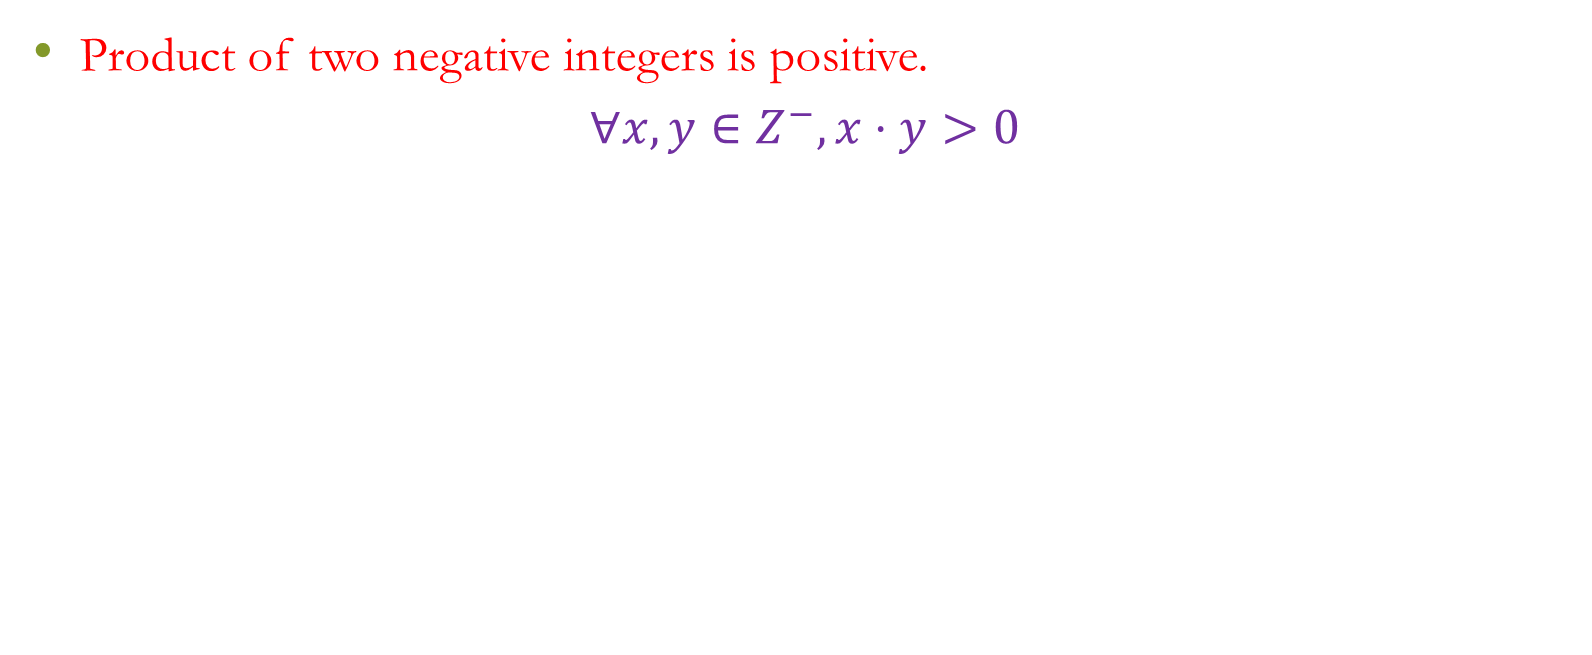 • Product of two negative integers is positive.
∀x, y ∈ Z⁻, x · y > 0